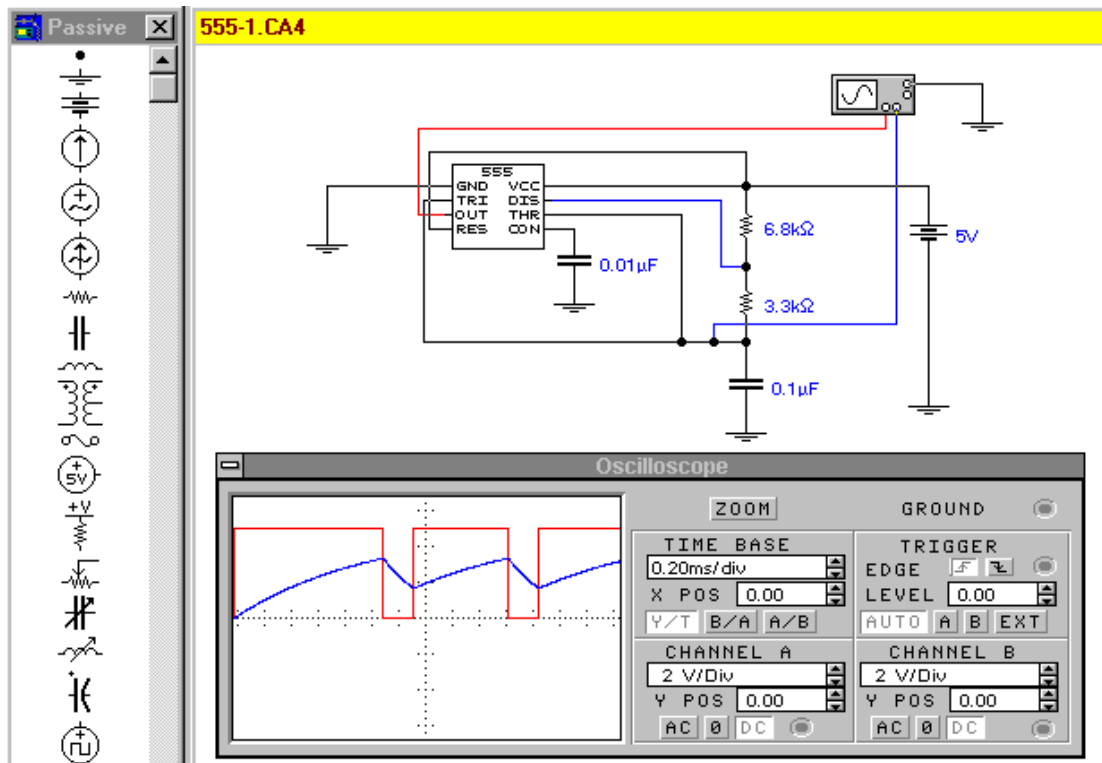 Passive
555-1.CA4
5V
+V
555
GND VCC
TRI DIS
OUT THR
RES CON
6.8kΩ
5V
0.01µF
3.3kΩ
0.1µF
Oscilloscope
ZOOM
GROUND
TIME BASE
0.20ms/div
X POS 0.00
Y/T B/A A/B
TRIGGER
EDGE
LEVEL 0.00
AUTO A B EXT
CHANNEL A
2 V/Div
Y POS 0.00
AC 0 DC
CHANNEL B
2 V/Div
Y POS 0.00
AC 0 DC